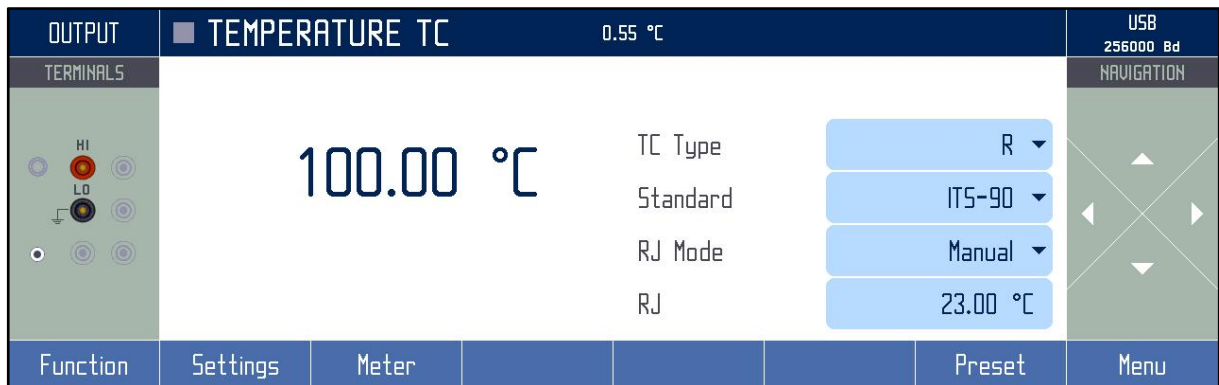 OUTPUT TEMPERATURE TC 0.55 °C USB
256000 Bd
TERMINALS NAVIGATION
HI
LO
100.00 °C
TC Type R
Standard ITS-90
RJ Mode Manual
RJ 23.00 °C
Function Settings Meter Preset Menu